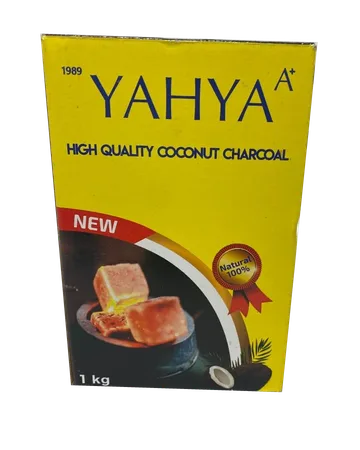 1989
YAHYA A+
HIGH QUALITY COCONUT CHARCOAL
NEW
Natural
100%
1 kg